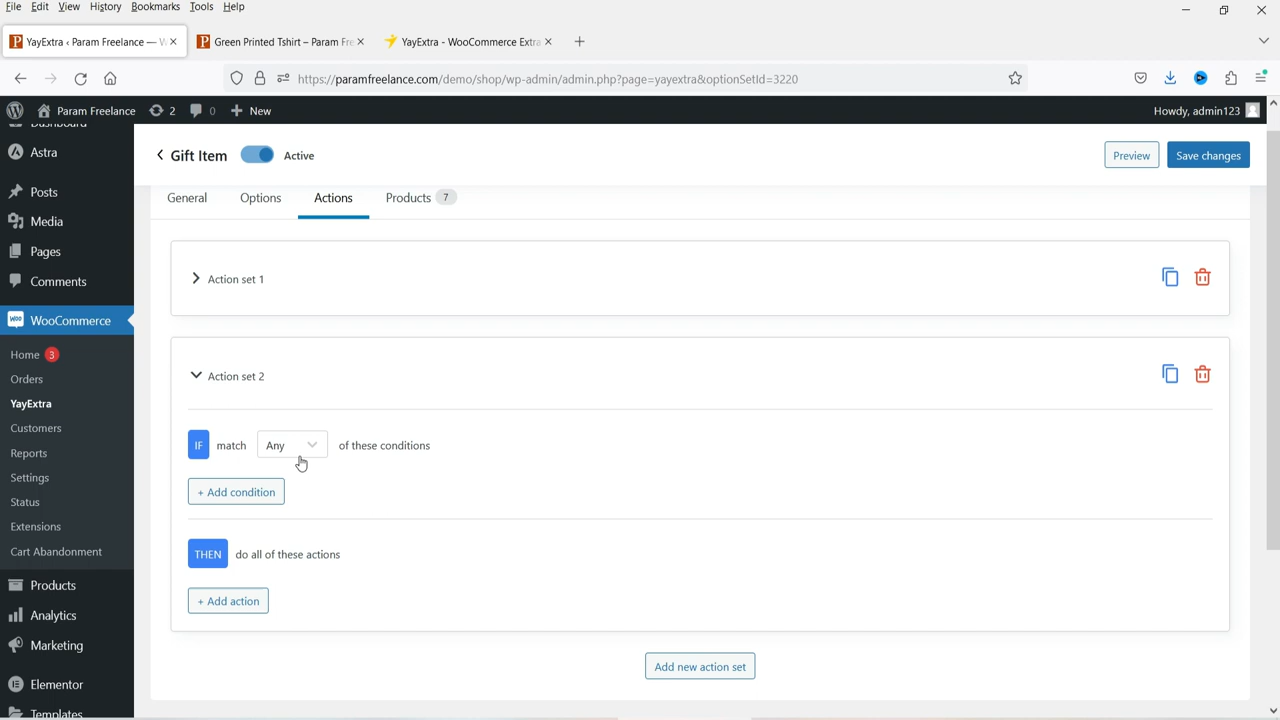 File Edit View History Bookmarks Tools Help
YayExtra ‹ Param Freelance — W
Green Printed Tshirt – Param Fre
YayExtra - WooCommerce Extra
https://paramfreelance.com/demo/shop/wp-admin/admin.php?page=yayextra&optionSetId=3220
Param Freelance 2 0 New Howdy, admin123
Dashboard
Astra
Posts
Media
Pages
Comments
WooCommerce
Home 3
Orders
YayExtra
Customers
Reports
Settings
Status
Extensions
Cart Abandonment
Products
Analytics
Marketing
Elementor
Templates
Gift Item Active Preview Save changes
General Options Actions Products 7
Action set 1
Action set 2
IF match Any of these conditions
+ Add condition
THEN do all of these actions
+ Add action
Add new action set